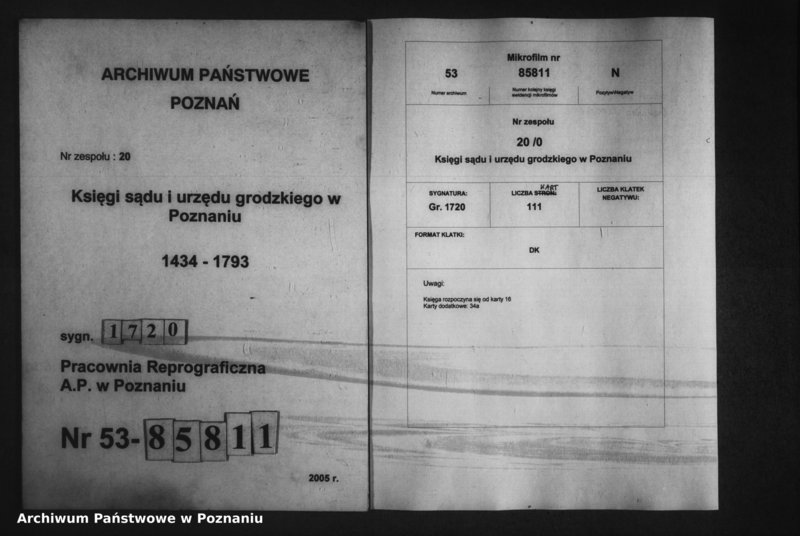 ARCHIWUM PAŃSTWOWE
POZNAŃ
Nr zespołu : 20
Księgi sądu i urzędu grodzkiego w
Poznaniu
1434 - 1793
sygn. 1720
Pracownia Reprograficzna
A.P. w Poznaniu
Nr 53-85811
2005 r.
Mikrofilm nr
53
85811
N
Numer archiwum
Numer kolejny księgi
ewidencji mikrofilmów
Pozytyw\Negatyw
Nr zespołu
20 /0
Księgi sądu i urzędu grodzkiego w Poznaniu
SYGNATURA:
Gr. 1720
KART
LICZBA STRON:
111
LICZBA KLATEK
NEGATYWU:
FORMAT KLATKI:
DK
Uwagi:
Księga rozpoczyna się od karty 16
Karty dodatkowe: 34a
Archiwum Państwowe w Poznaniu